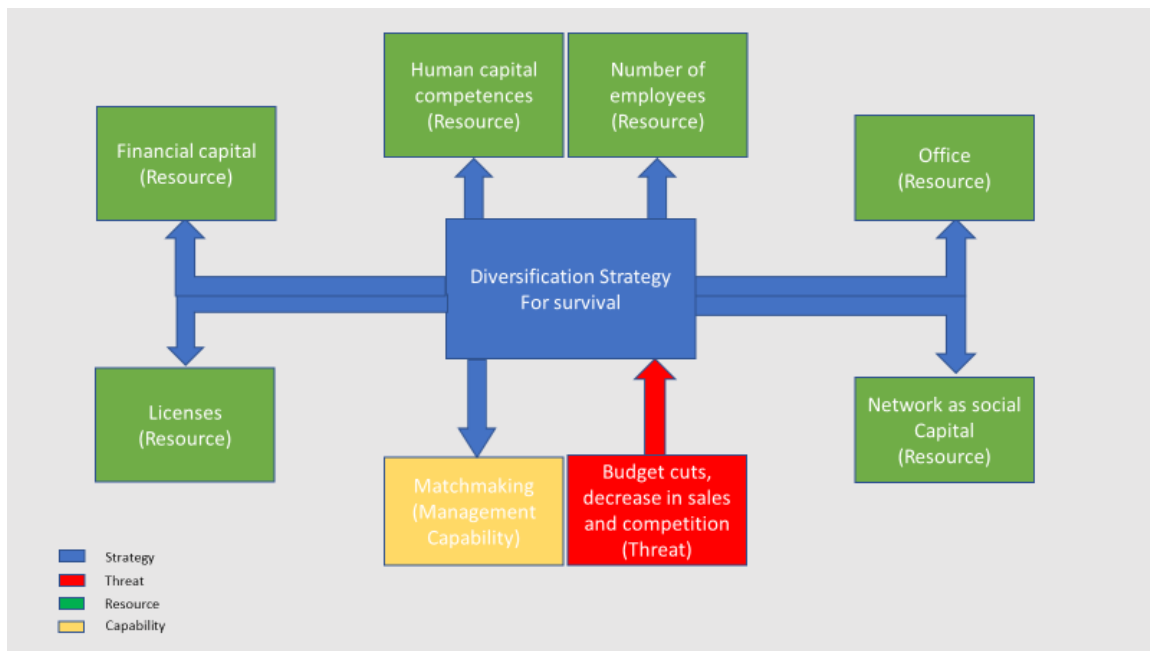 Human capital
competences
(Resource)
Number of
employees
(Resource)
Financial capital
(Resource)
Office
(Resource)
Diversification Strategy
For survival
Licenses
(Resource)
Network as social
Capital
(Resource)
Matchmaking
(Management
Capability)
Budget cuts,
decrease in sales
and competition
(Threat)
Strategy
Threat
Resource
Capability